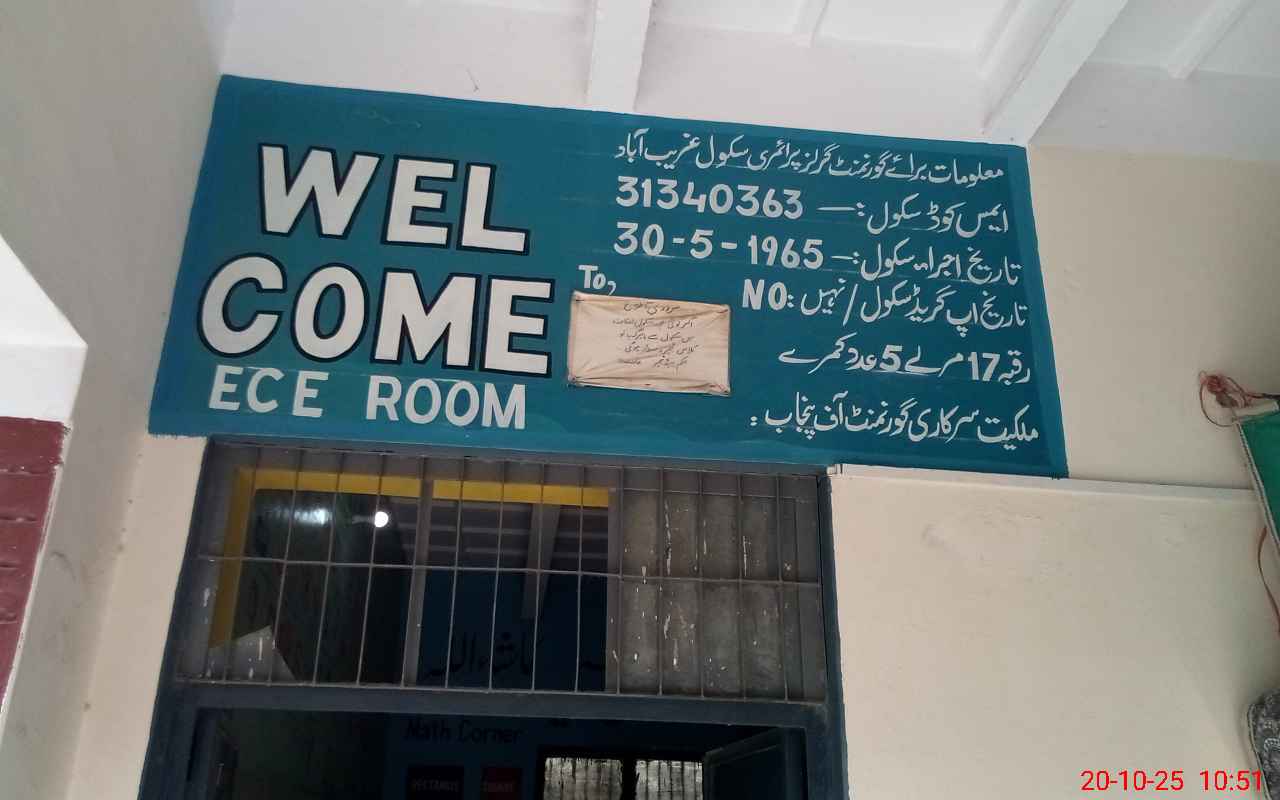 WEL
COME
To,
ECE ROOM
معلومات برائے گورنمنٹ گرلز پرائمری سکول غریب آباد
ایمس کوڈ سکول :— 31340363
تاریخ اجراء سکول :— 30-5-1965
تاریخ اپ گریڈ سکول / نہیں : NO
رقبہ 17 مرلے 5 عدد کمرے
ملکیت سرکاری گورنمنٹ آف پنجاب :
ماشاءاللہ
Math Corner
20-10-25 10:51